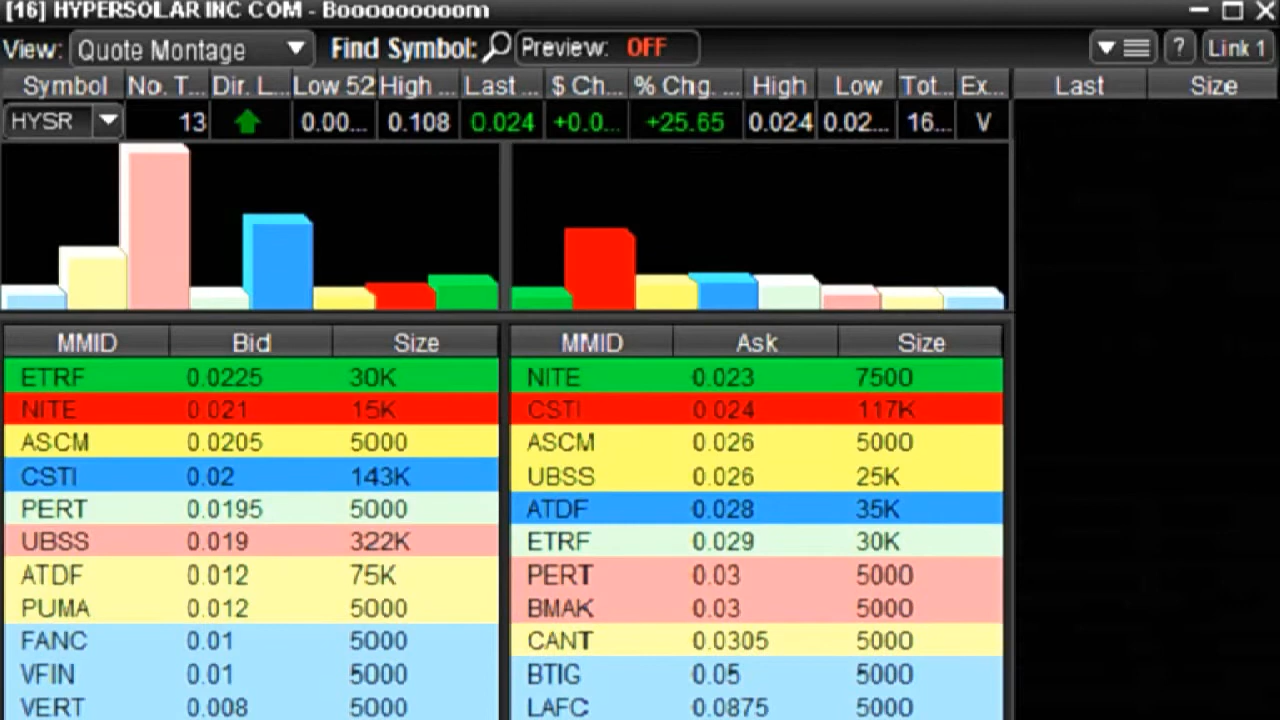 [16] HYPERSOLAR INC COM - Boooooooooom
View: Quote Montage Find Symbol: Preview: OFF ? Link 1
Symbol No. T... Dir. L... Low 52 High ... Last ... $ Ch... % Chg. ... High Low Tot... Ex... Last Size
HYSR 13 0.00... 0.108 0.024 +0.0... +25.65 0.024 0.02... 16... V
MMID Bid Size MMID Ask Size
ETRF 0.0225 30K NITE 0.023 7500
NITE 0.021 15K CSTI 0.024 117K
ASCM 0.0205 5000 ASCM 0.026 5000
CSTI 0.02 143K UBSS 0.026 25K
PERT 0.0195 5000 ATDF 0.028 35K
UBSS 0.019 322K ETRF 0.029 30K
ATDF 0.012 75K PERT 0.03 5000
PUMA 0.012 5000 BMAK 0.03 5000
FANC 0.01 5000 CANT 0.0305 5000
VFIN 0.01 5000 BTIG 0.05 5000
VERT 0.008 5000 LAFC 0.0875 5000